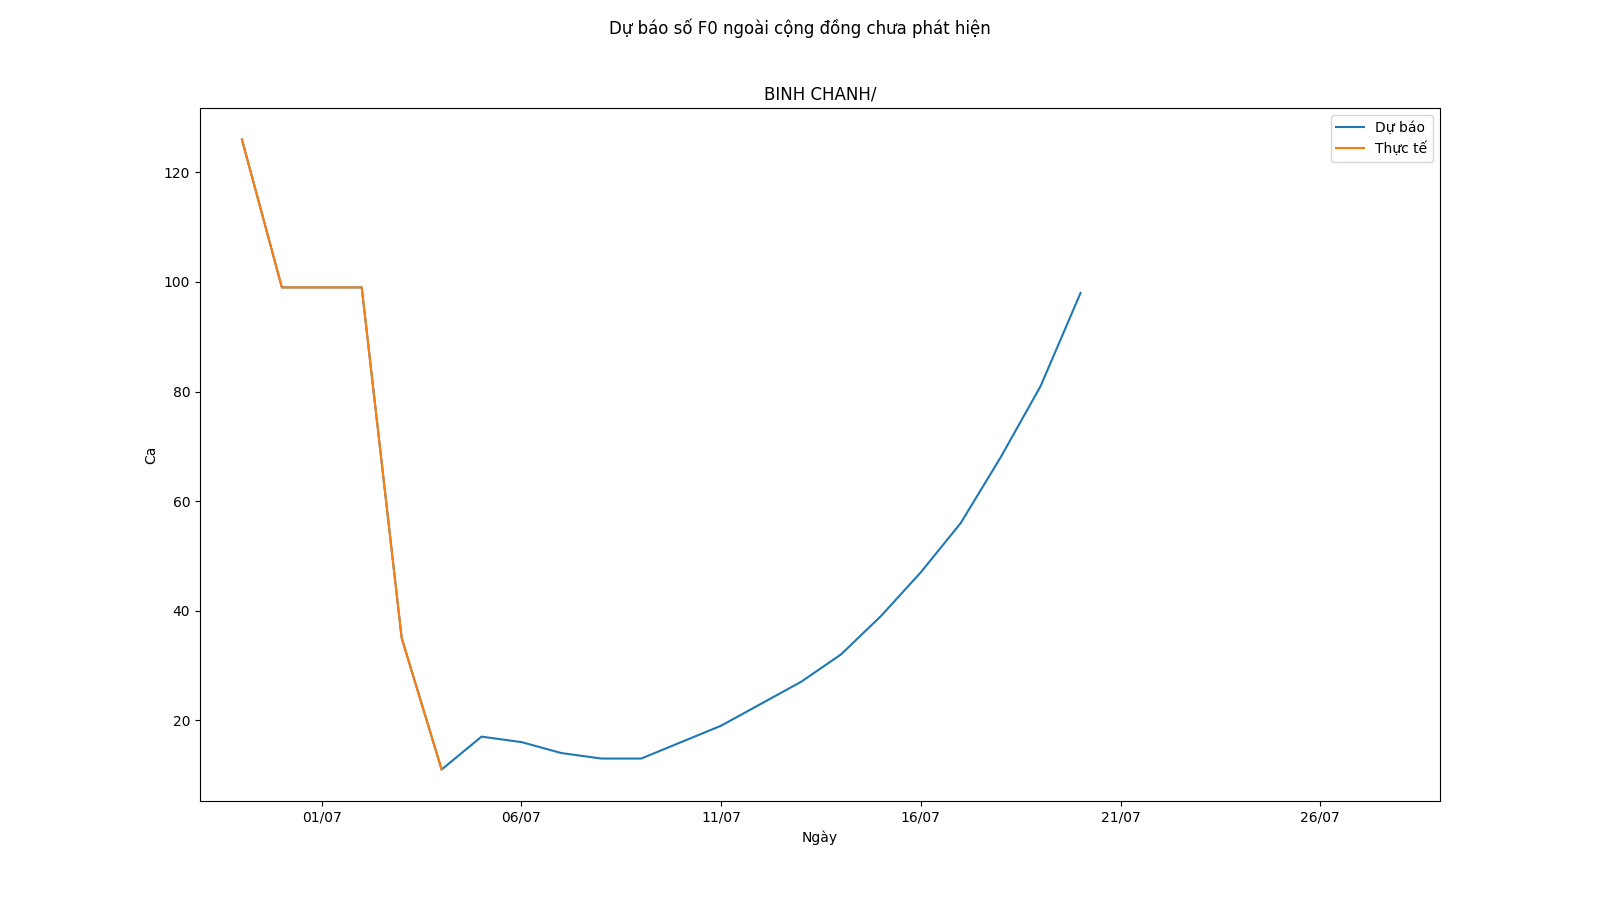 Dự báo số F0 ngoài cộng đồng chưa phát hiện
BINH CHANH/
Dự báo
Thực tế
120
100
80
60
40
20
Ca
01/07 06/07 11/07 16/07 21/07 26/07
Ngày